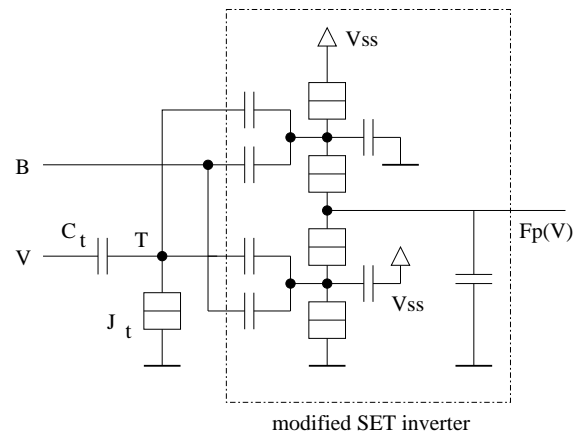 Vss
B
C t
T
V
Fp(V)
Vss
J t
modified SET inverter